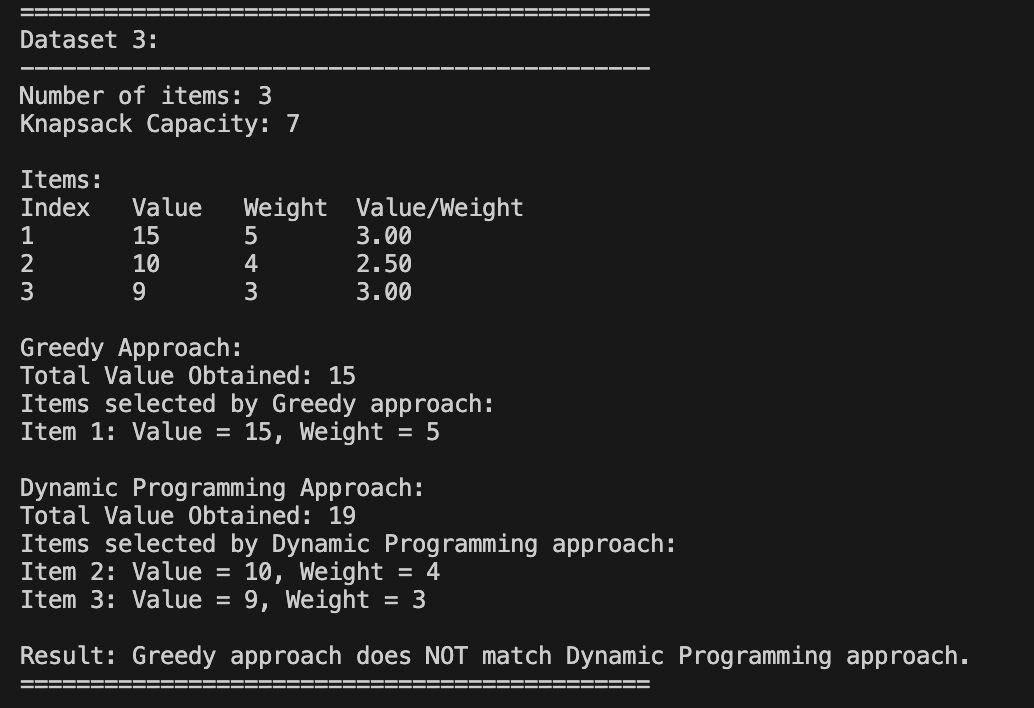 =============================================
Dataset 3:
---------------------------------------------
Number of items: 3
Knapsack Capacity: 7

Items:
Index   Value   Weight  Value/Weight
1       15      5       3.00
2       10      4       2.50
3       9       3       3.00

Greedy Approach:
Total Value Obtained: 15
Items selected by Greedy approach:
Item 1: Value = 15, Weight = 5

Dynamic Programming Approach:
Total Value Obtained: 19
Items selected by Dynamic Programming approach:
Item 2: Value = 10, Weight = 4
Item 3: Value = 9, Weight = 3

Result: Greedy approach does NOT match Dynamic Programming approach.
=============================================